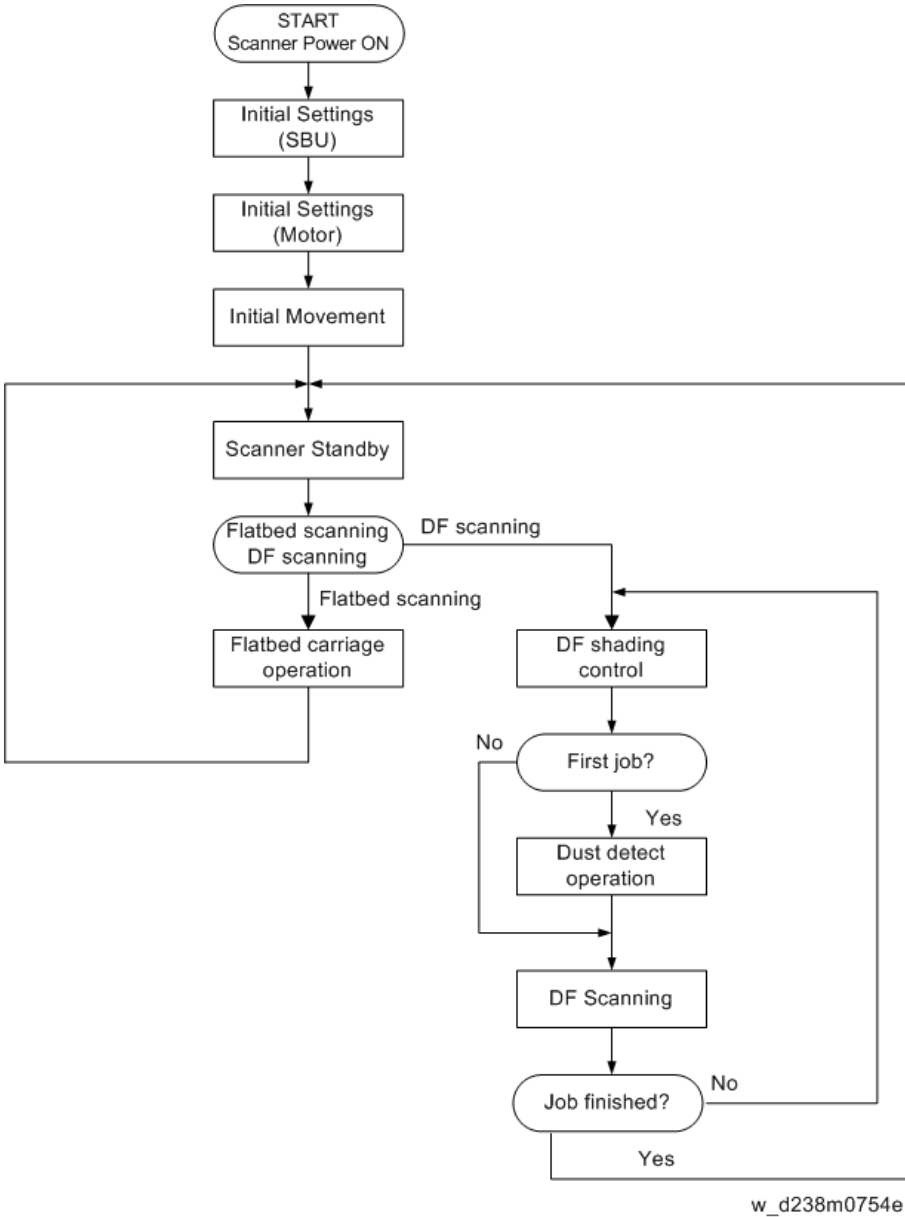 START
Scanner Power ON
Initial Settings
(SBU)
Initial Settings
(Motor)
Initial Movement
Scanner Standby
Flatbed scanning
DF scanning
DF scanning
Flatbed scanning
Flatbed carriage
operation
DF shading
control
No
First job?
Yes
Dust detect
operation
DF Scanning
Job finished?
No
Yes
w_d238m0754e